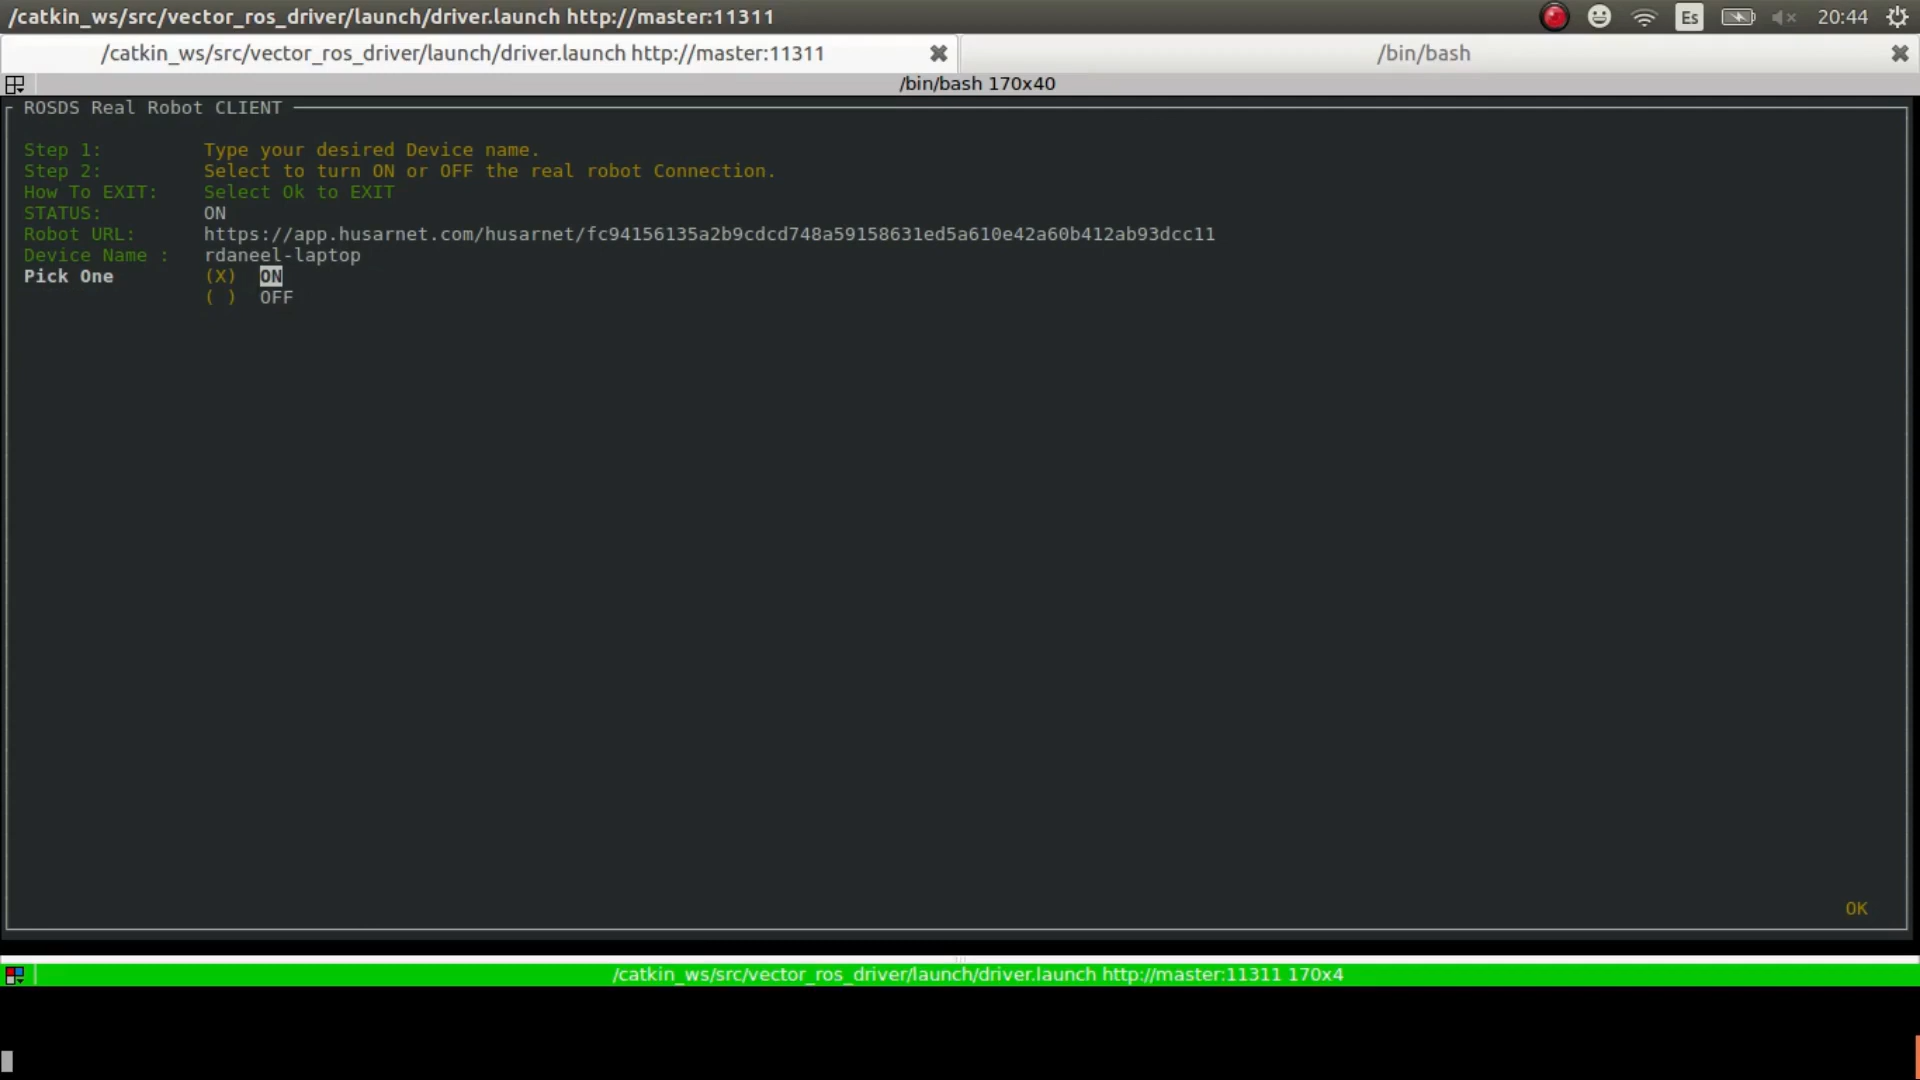 /catkin_ws/src/vector_ros_driver/launch/driver.launch http://master:11311
Es
20:44
/catkin_ws/src/vector_ros_driver/launch/driver.launch http://master:11311
/bin/bash
/bin/bash 170x40
ROSDS Real Robot CLIENT
Step 1: Type your desired Device name.
Step 2: Select to turn ON or OFF the real robot Connection.
How To EXIT: Select Ok to EXIT
STATUS: ON
Robot URL: https://app.husarnet.com/husarnet/fc94156135a2b9cdcd748a59158631ed5a610e42a60b412ab93dcc11
Device Name : rdaneel-laptop
Pick One (X) ON
( ) OFF
OK
/catkin_ws/src/vector_ros_driver/launch/driver.launch http://master:11311 170x4